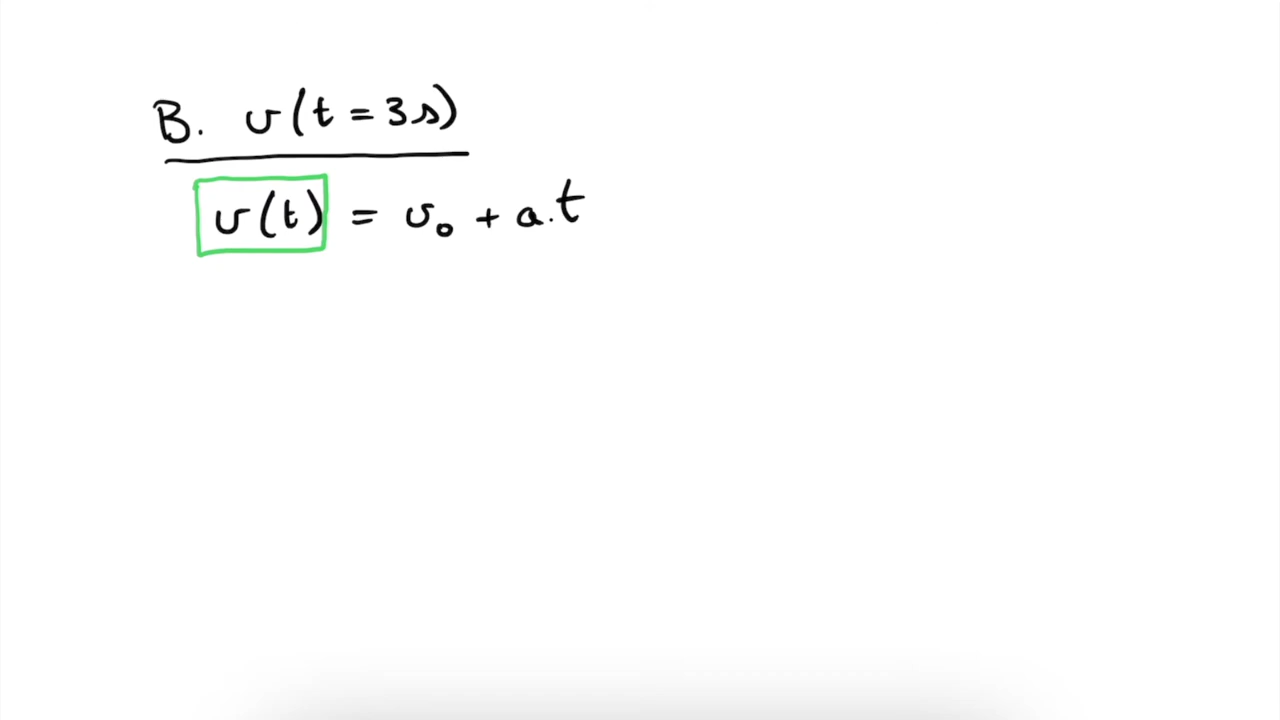 B. v(t = 3s)
v(t) = v₀ + a.t